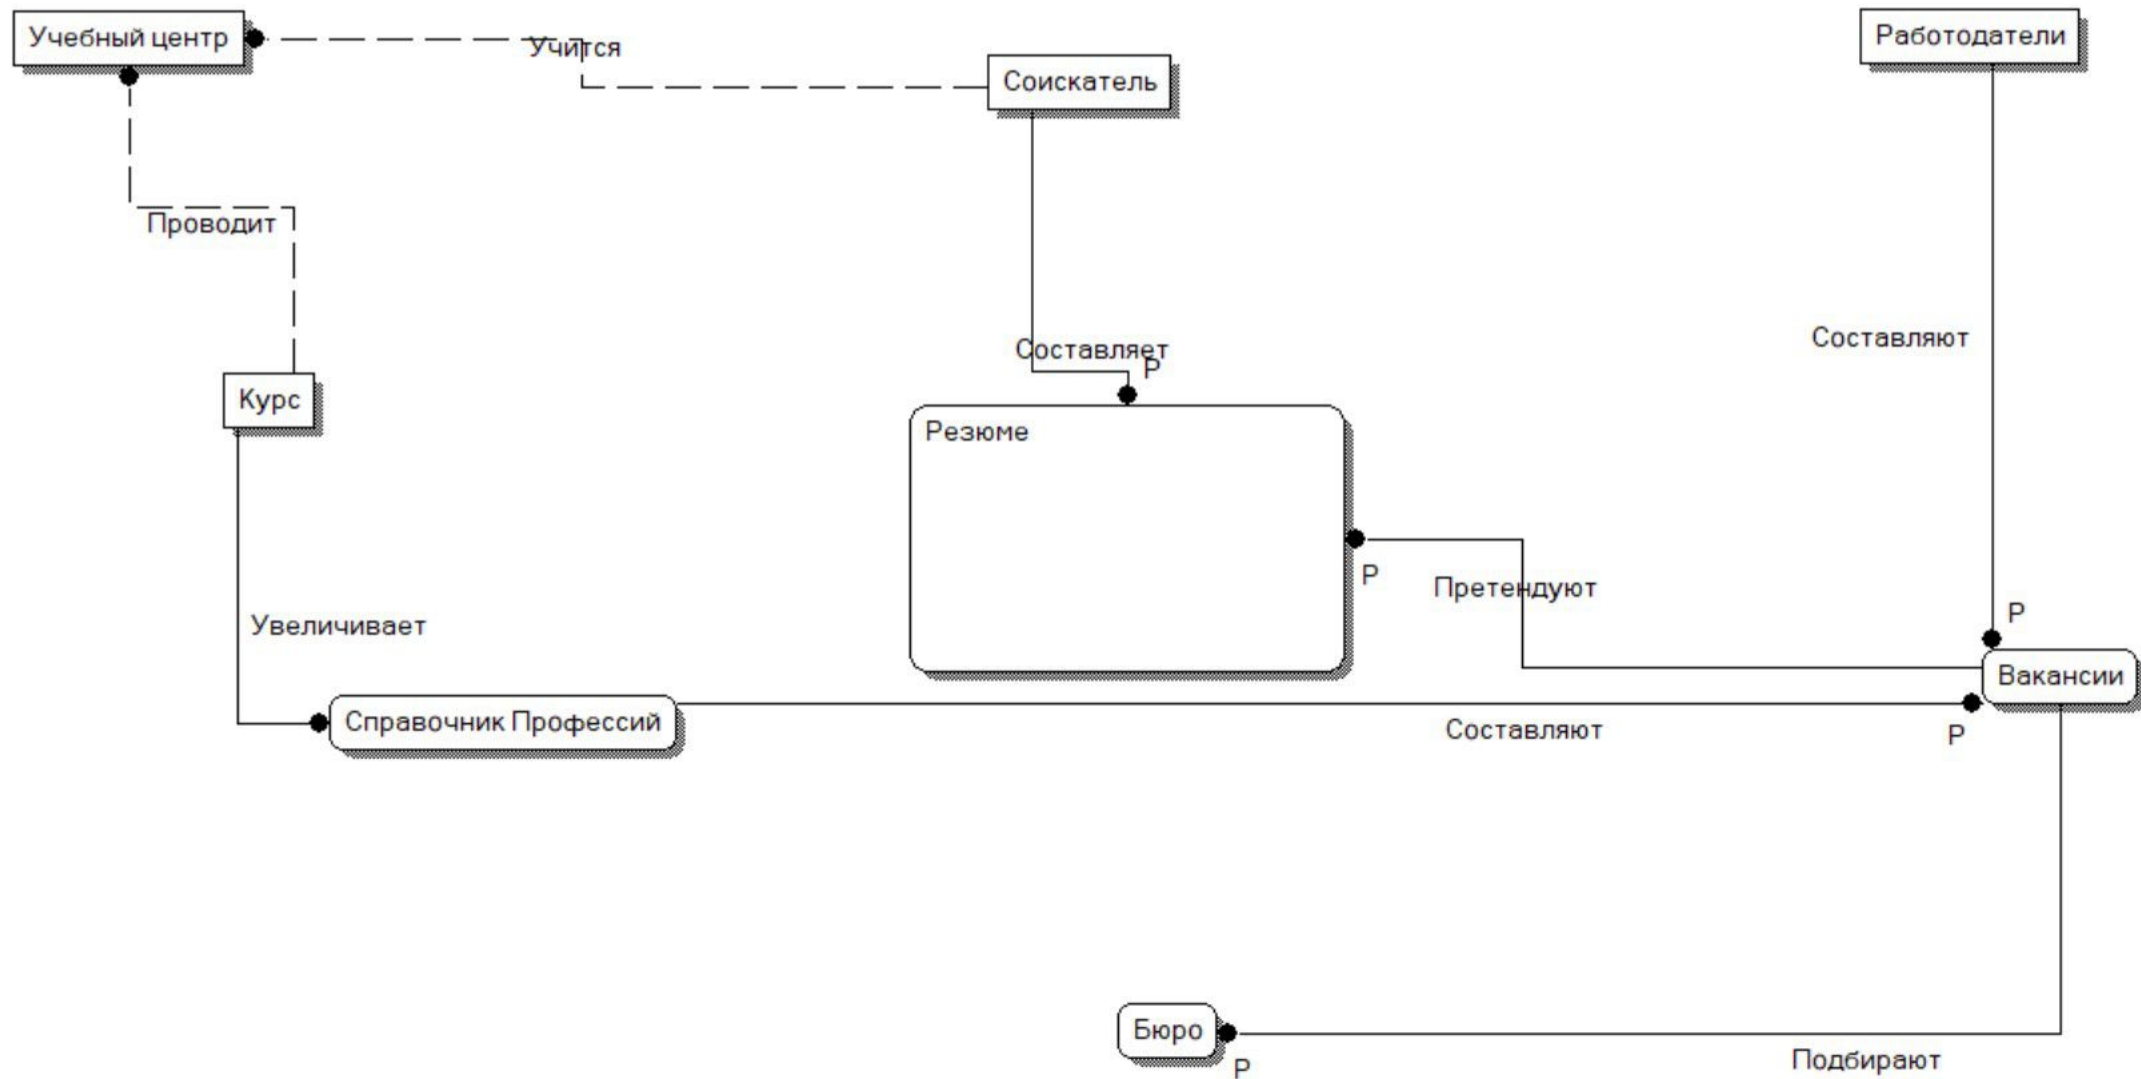 Учебный центр
Учится
Соискатель
Работодатели
Проводит
Составляет
P
Составляют
Курс
Резюме
P
Претендуют
Увеличивает
P
Вакансии
Справочник Профессий
Составляют
P
Бюро
P
Подбирают